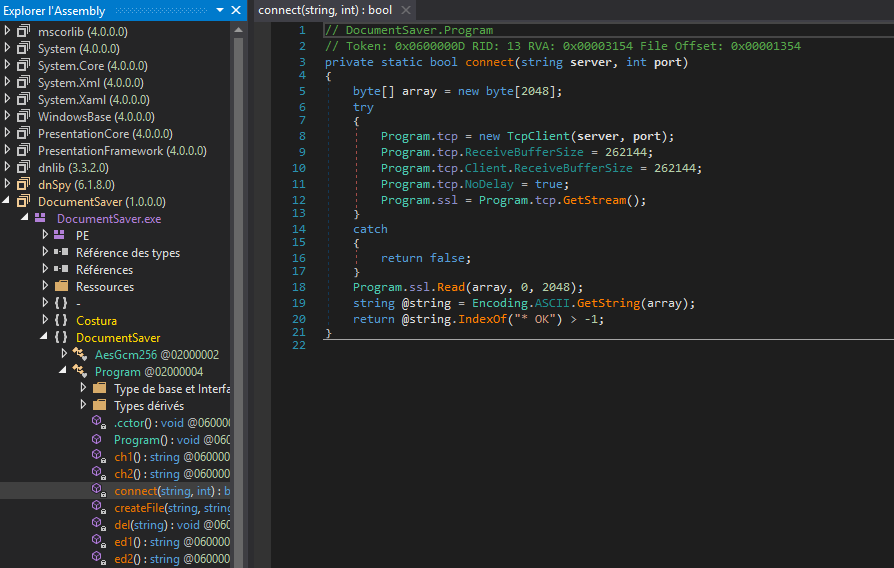 Explorer l'Assembly
mscorlib (4.0.0.0)
System (4.0.0.0)
System.Core (4.0.0.0)
System.Xml (4.0.0.0)
System.Xaml (4.0.0.0)
WindowsBase (4.0.0.0)
PresentationCore (4.0.0.0)
PresentationFramework (4.0.0.0)
dnlib (3.3.2.0)
dnSpy (6.1.8.0)
DocumentSaver (1.0.0.0)
DocumentSaver.exe
PE
Référence des types
Références
Ressources
{ } -
{ } Costura
{ } DocumentSaver
AesGcm256 @02000002
Program @02000004
Type de base et Interfa
Types dérivés
.cctor() : void @06000
Program() : void @060
ch1() : string @060000
ch2() : string @060000
connect(string, int) : b
createFile(string, string
del(string) : void @060
ed1() : string @060000
ed2() : string @060000
connect(string, int) : bool
1 // DocumentSaver.Program
2 // Token: 0x0600000D RID: 13 RVA: 0x00003154 File Offset: 0x00001354
3 private static bool connect(string server, int port)
4 {
5 byte[] array = new byte[2048];
6 try
7 {
8 Program.tcp = new TcpClient(server, port);
9 Program.tcp.ReceiveBufferSize = 262144;
10 Program.tcp.Client.ReceiveBufferSize = 262144;
11 Program.tcp.NoDelay = true;
12 Program.ssl = Program.tcp.GetStream();
13 }
14 catch
15 {
16 return false;
17 }
18 Program.ssl.Read(array, 0, 2048);
19 string @string = Encoding.ASCII.GetString(array);
20 return @string.IndexOf("* OK") > -1;
21 }
22